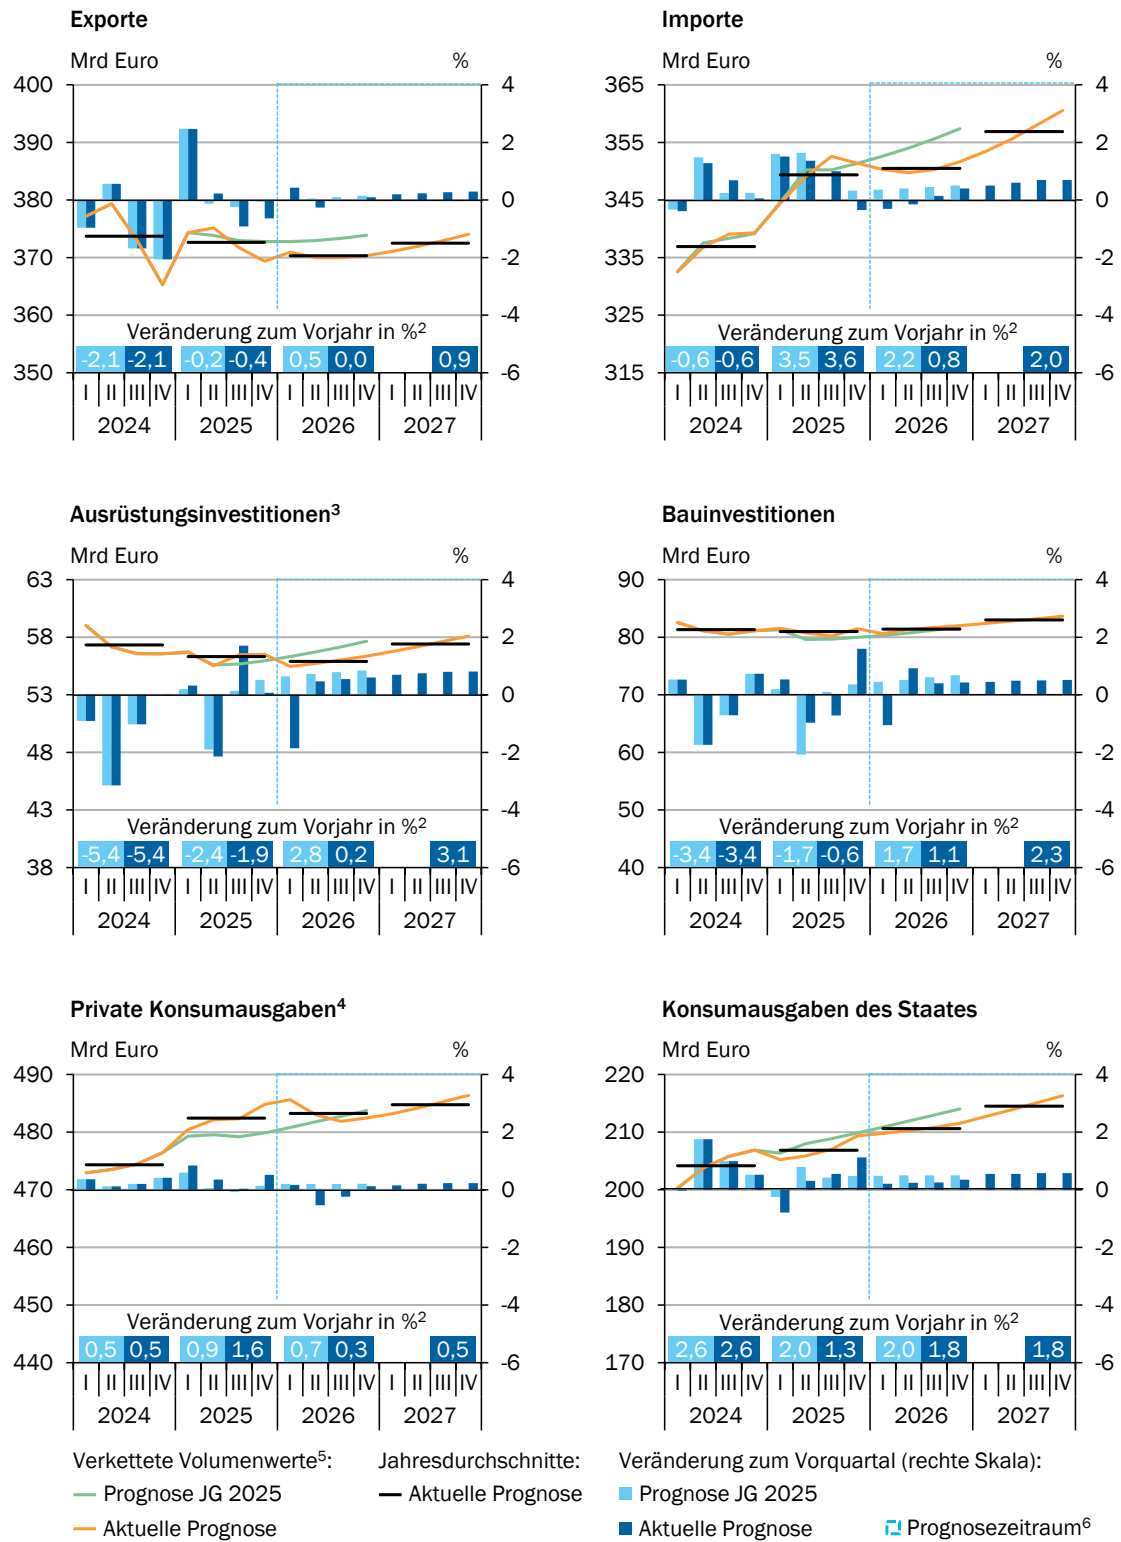 Exporte
Mrd Euro %
400 4
390 2
380 0
370 -2
360 -4
Veränderung zum Vorjahr in %²
-2,1 -2,1 -0,2 -0,4 0,5 0,0 0,9
350 -6
I II III IV I II III IV I II III IV I II III IV
2024 2025 2026 2027
Importe
Mrd Euro %
365 4
355 2
345 0
335 -2
325 -4
Veränderung zum Vorjahr in %²
-0,6 -0,6 3,5 3,6 2,2 0,8 2,0
315 -6
I II III IV I II III IV I II III IV I II III IV
2024 2025 2026 2027
Ausrüstungsinvestitionen³
Mrd Euro %
63 4
58 2
53 0
48 -2
43 -4
Veränderung zum Vorjahr in %²
-5,4 -5,4 -2,4 -1,9 2,8 0,2 3,1
38 -6
I II III IV I II III IV I II III IV I II III IV
2024 2025 2026 2027
Bauinvestitionen
Mrd Euro %
90 4
80 2
70 0
60 -2
50 -4
Veränderung zum Vorjahr in %²
-3,4 -3,4 -1,7 -0,6 1,7 1,1 2,3
40 -6
I II III IV I II III IV I II III IV I II III IV
2024 2025 2026 2027
Private Konsumausgaben⁴
Mrd Euro %
490 4
480 2
470 0
460 -2
450 -4
Veränderung zum Vorjahr in %²
0,5 0,5 0,9 1,6 0,7 0,3 0,5
440 -6
I II III IV I II III IV I II III IV I II III IV
2024 2025 2026 2027
Konsumausgaben des Staates
Mrd Euro %
220 4
210 2
200 0
190 -2
180 -4
Veränderung zum Vorjahr in %²
2,6 2,6 2,0 1,3 2,0 1,8 1,8
170 -6
I II III IV I II III IV I II III IV I II III IV
2024 2025 2026 2027
Verkettete Volumenwerte⁵: Jahresdurchschnitte: Veränderung zum Vorquartal (rechte Skala):
Prognose JG 2025 Aktuelle Prognose Prognose JG 2025
Aktuelle Prognose Aktuelle Prognose Prognosezeitraum⁶